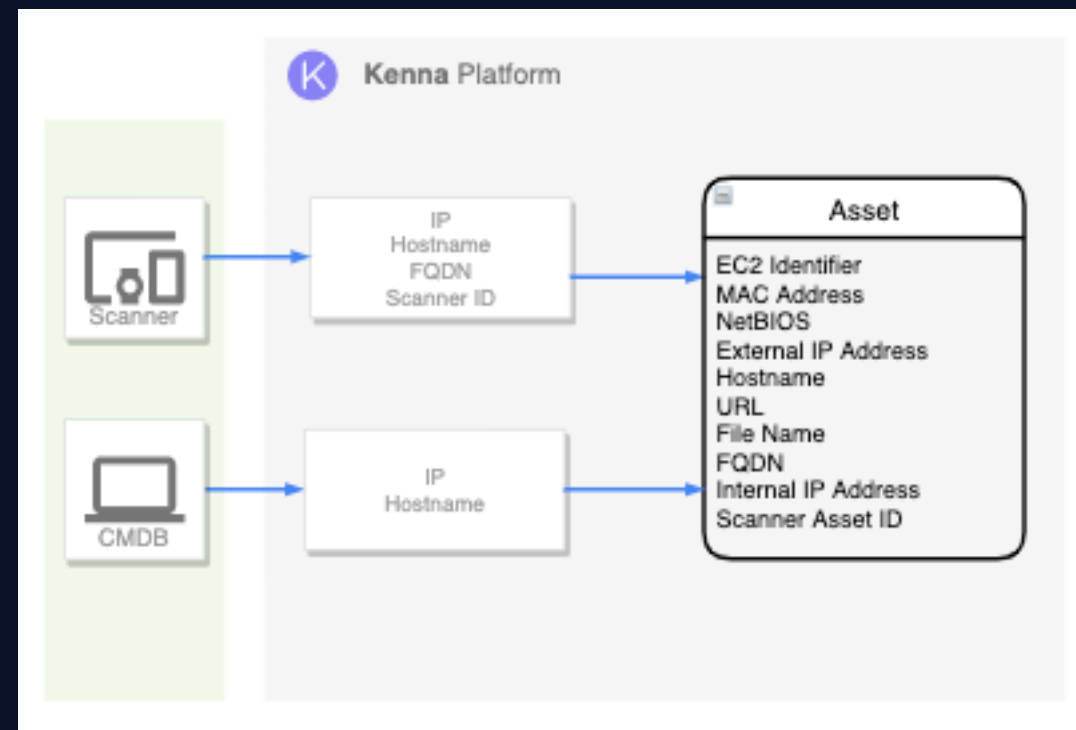 K
Kenna Platform
Scanner
IP
Hostname
FQDN
Scanner ID
CMDB
IP
Hostname
Asset
EC2 Identifier
MAC Address
NetBIOS
External IP Address
Hostname
URL
File Name
FQDN
Internal IP Address
Scanner Asset ID